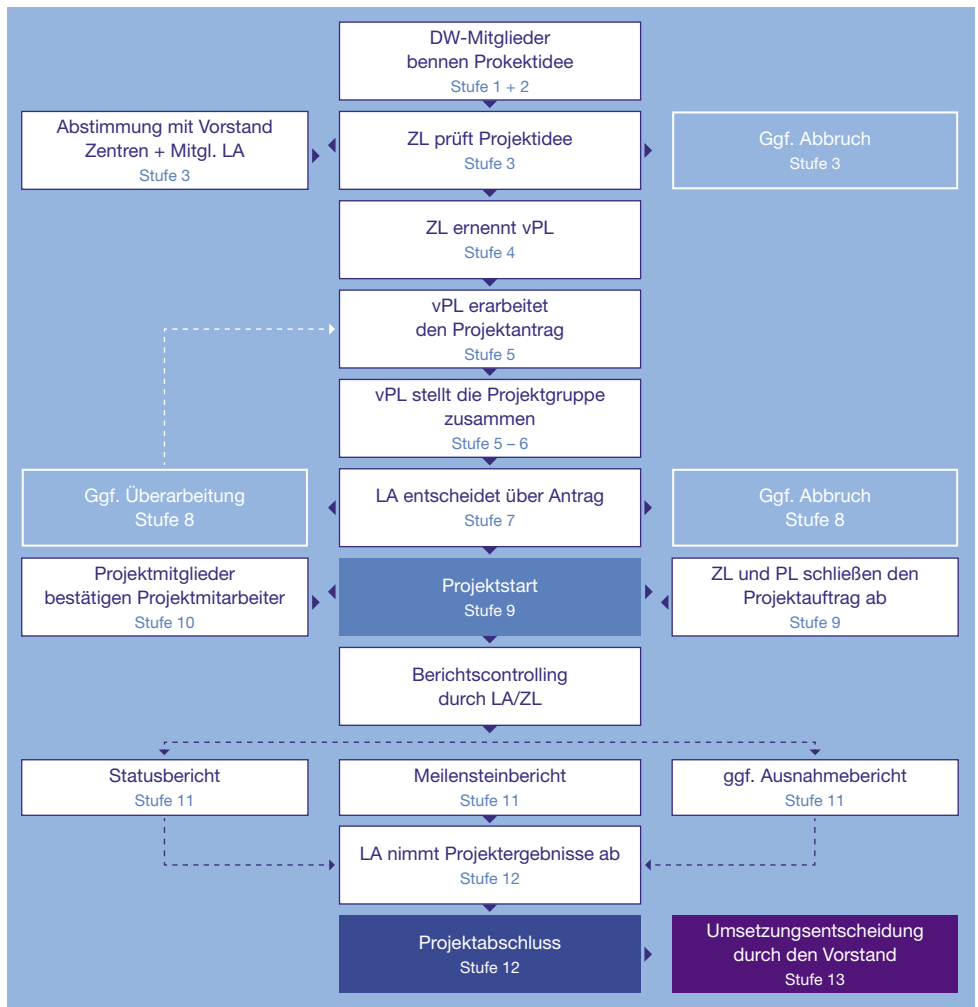 DW-Mitglieder
bennen Prokektidee
Stufe 1 + 2
Abstimmung mit Vorstand
Zentren + Mitgl. LA
Stufe 3
ZL prüft Projektidee
Stufe 3
Ggf. Abbruch
Stufe 3
ZL ernennt vPL
Stufe 4
vPL erarbeitet
den Projektantrag
Stufe 5
vPL stellt die Projektgruppe
zusammen
Stufe 5 – 6
Ggf. Überarbeitung
Stufe 8
LA entscheidet über Antrag
Stufe 7
Ggf. Abbruch
Stufe 8
Projektmitglieder
bestätigen Projektmitarbeiter
Stufe 10
Projektstart
Stufe 9
ZL und PL schließen den
Projektauftrag ab
Stufe 9
Berichtscontrolling
durch LA/ZL
Statusbericht
Stufe 11
Meilensteinbericht
Stufe 11
ggf. Ausnahmebericht
Stufe 11
LA nimmt Projektergebnisse ab
Stufe 12
Projektabschluss
Stufe 12
Umsetzungsentscheidung
durch den Vorstand
Stufe 13